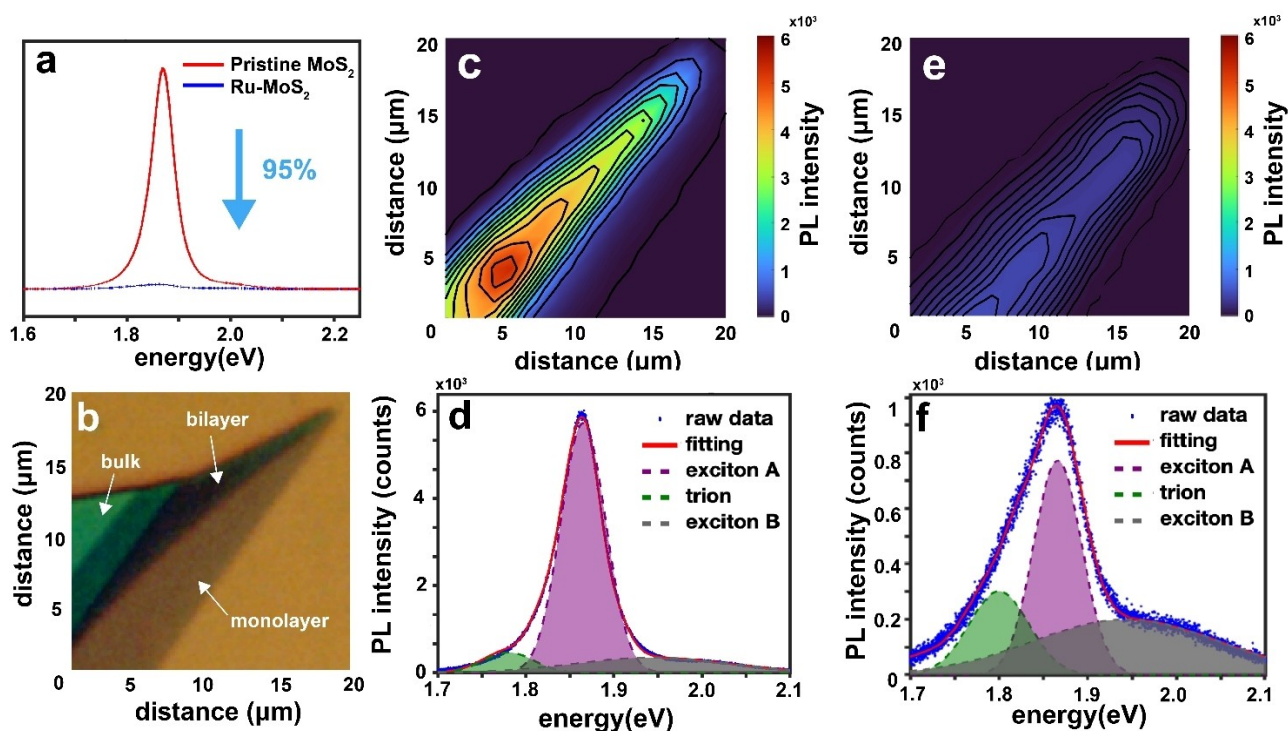 a
Pristine MoS₂
Ru-MoS₂
95%
1.6 1.8 1.9 2.0 2.2
energy(eV)
c
distance (µm)
20
15
10
5
0
5 10 15 20
distance (µm)
×10³
6
5
4
3
2
1
0
PL intensity
e
distance (µm)
20
15
10
5
0
5 10 15 20
distance (µm)
×10³
6
5
4
3
2
1
0
PL intensity
b
bulk
bilayer
monolayer
distance (µm)
20
15
10
5
0
5 10 15 20
distance (µm)
d
x10³
PL intensity (counts)
6
4
2
0
raw data
fitting
exciton A
trion
exciton B
1.7 1.8 1.9 2.0 2.1
energy(eV)
f
x10³
PL intensity (counts)
1
0.8
0.6
0.4
0.2
0
raw data
fitting
exciton A
trion
exciton B
1.7 1.8 1.9 2.0 2.1
energy(eV)